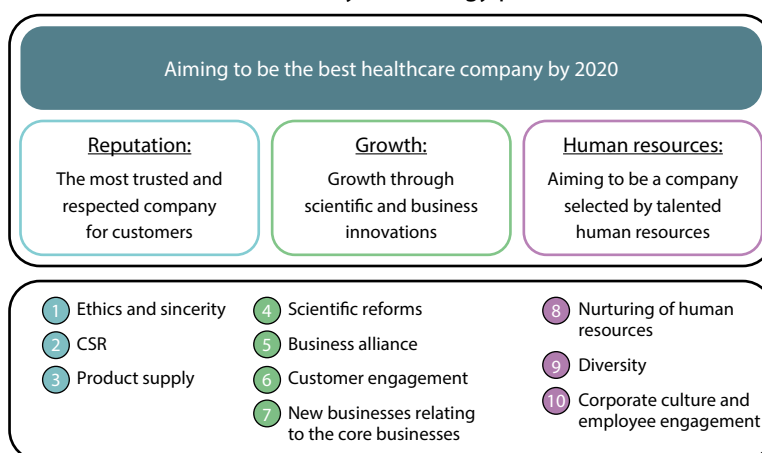 Aiming to be the best healthcare company by 2020
Reputation:
The most trusted and
respected company
for customers
Growth:
Growth through
scientific and business
innovations
Human resources:
Aiming to be a company
selected by talented
human resources
1 Ethics and sincerity
2 CSR
3 Product supply
4 Scientific reforms
5 Business alliance
6 Customer engagement
7 New businesses relating
to the core businesses
8 Nurturing of human
resources
9 Diversity
10 Corporate culture and
employee engagement